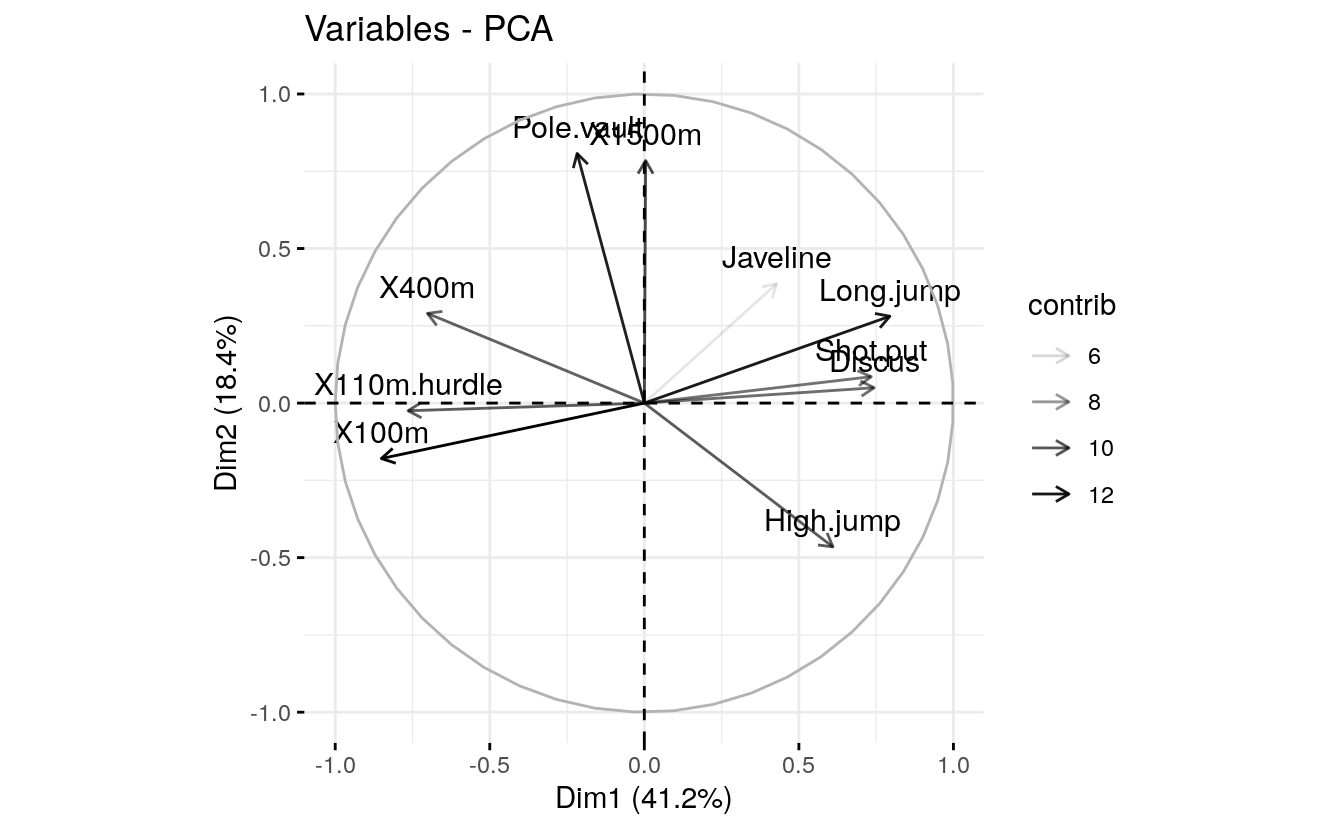 Variables - PCA
1.0
Pole.vault
X1500m
0.5
Javeline
X400m
Long.jump
contrib
Shot.put
6
Discus
X110m.hurdle
0.0
8
X100m
10
12
High.jump
-0.5
-1.0
Dim2 (18.4%)
-1.0 -0.5 0.0 0.5 1.0
Dim1 (41.2%)